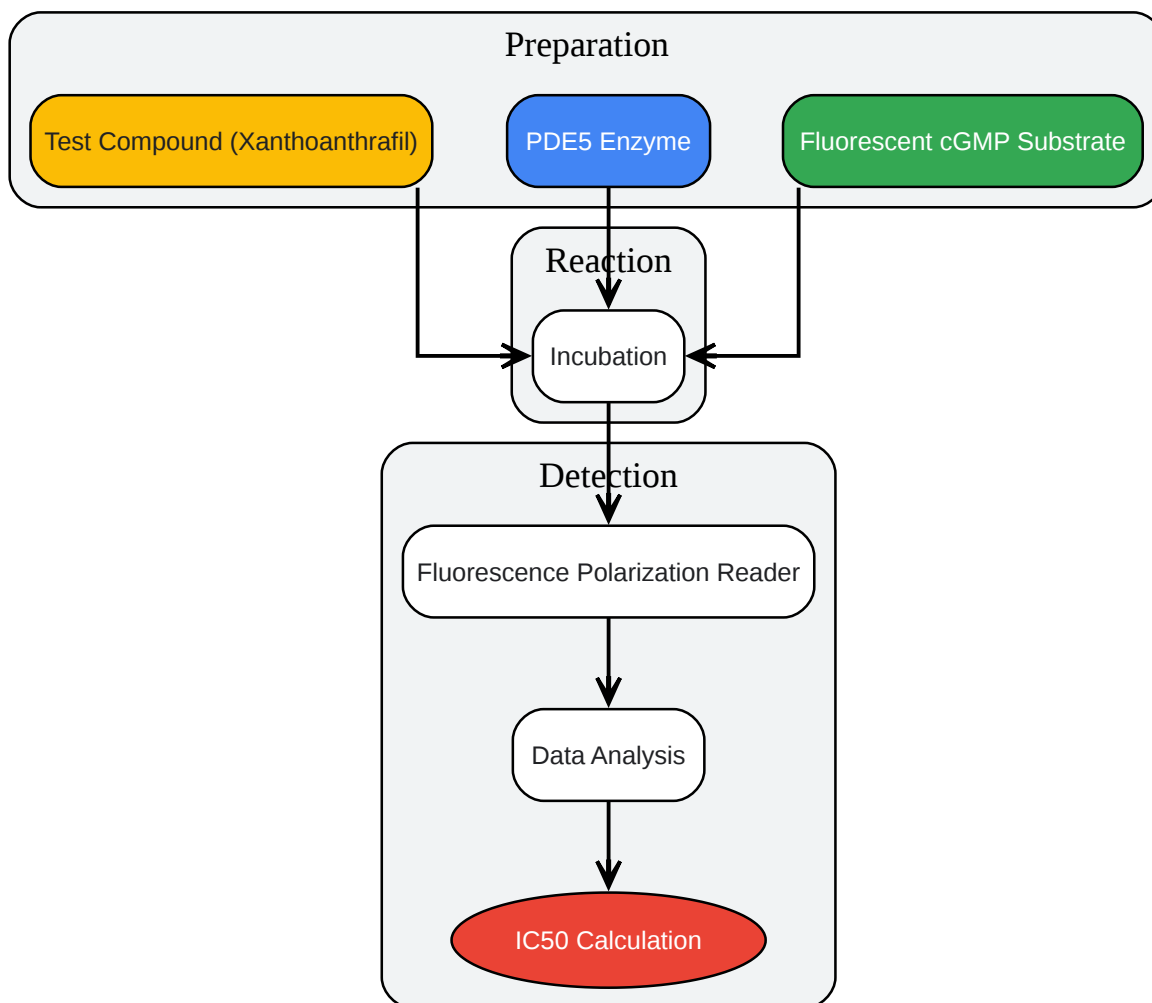 Preparation
Test Compound (Xanthoanthrafil)
PDE5 Enzyme
Fluorescent cGMP Substrate
Reaction
Incubation
Detection
Fluorescence Polarization Reader
Data Analysis
IC50 Calculation